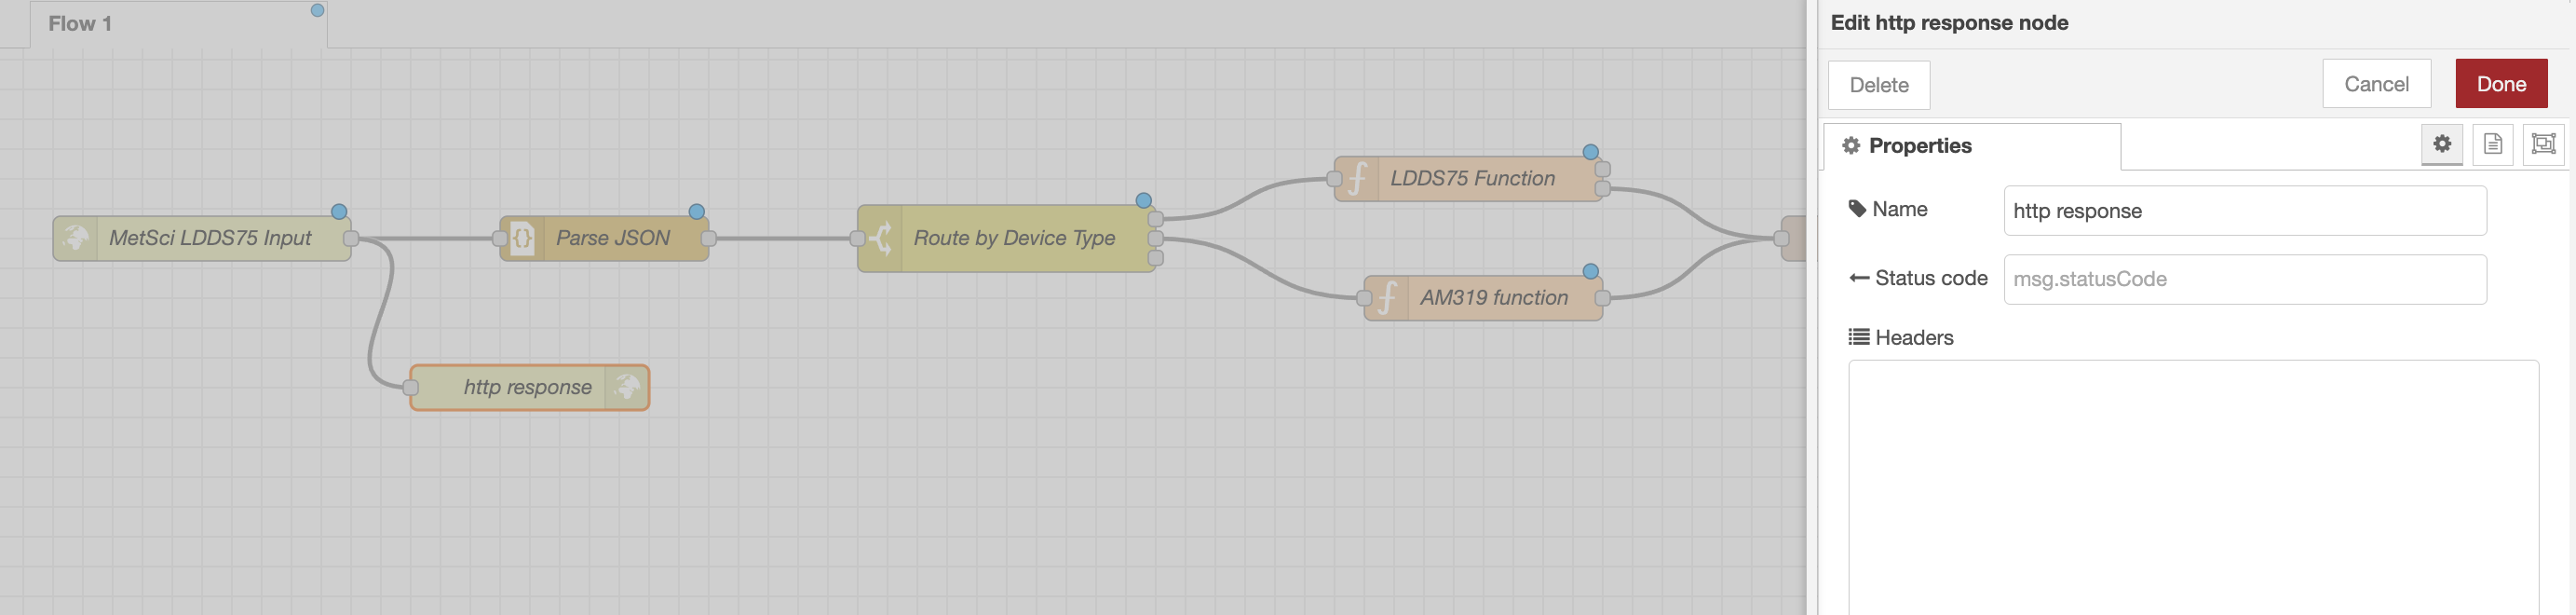 Flow 1
MetSci LDDS75 Input
Parse JSON
Route by Device Type
LDDS75 Function
AM319 function
http response
Edit http response node
Delete
Cancel
Done
Properties
Name
http response
Status code
msg.statusCode
Headers